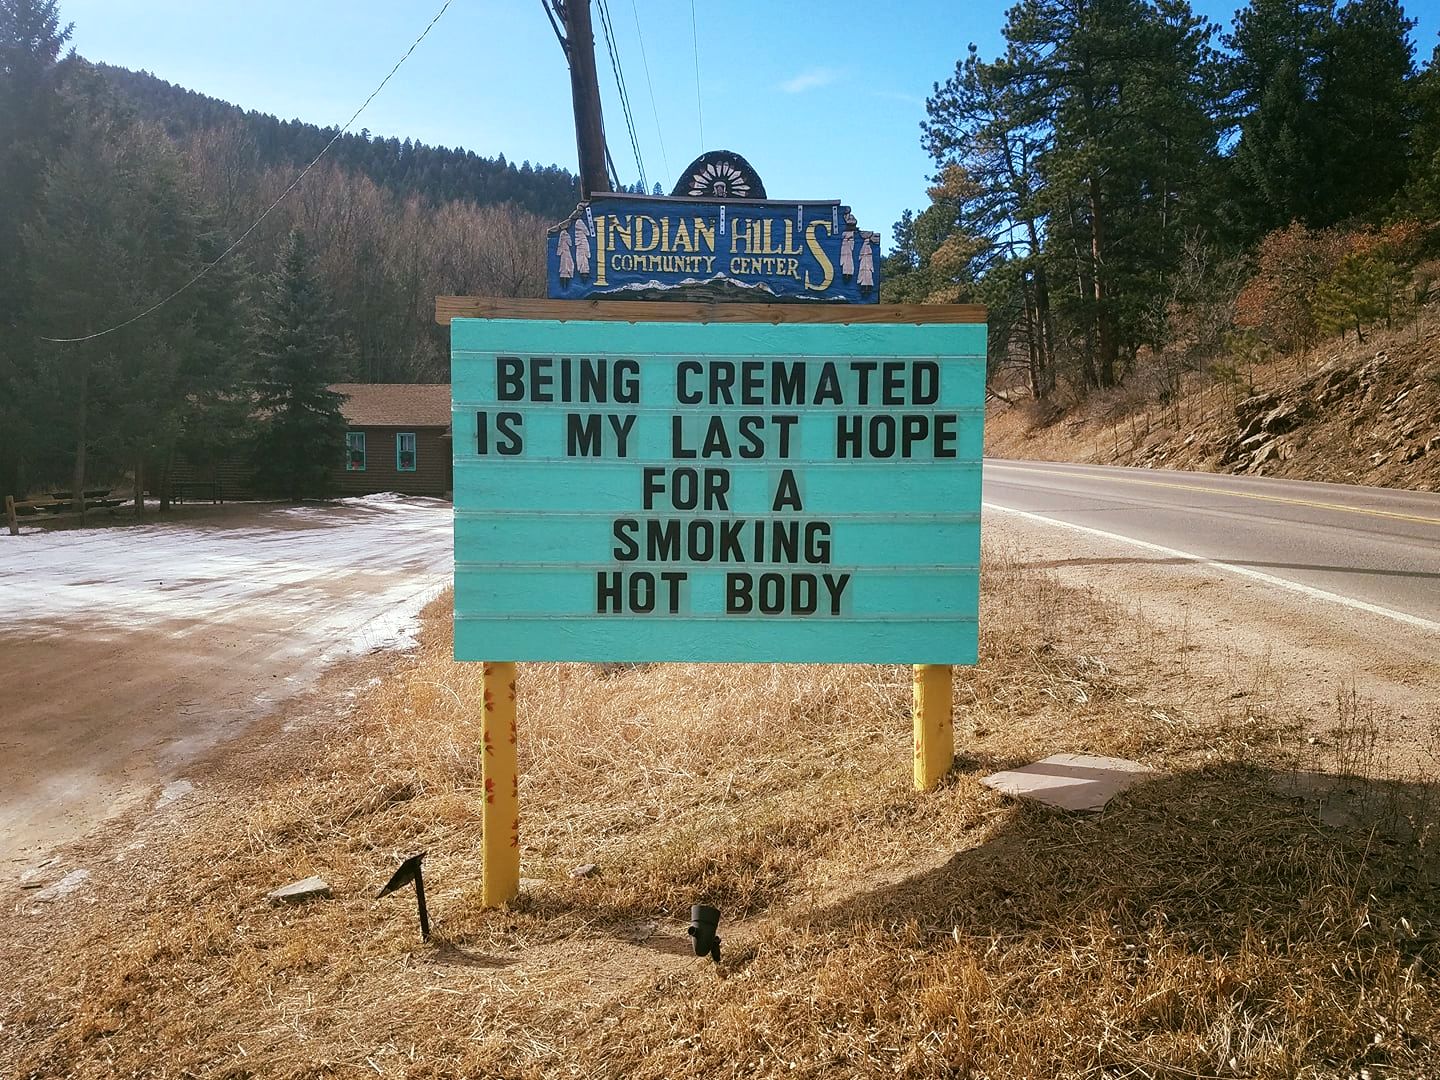 INDIAN HILLS
COMMUNITY CENTER
BEING CREMATED
IS MY LAST HOPE
FOR A
SMOKING
HOT BODY